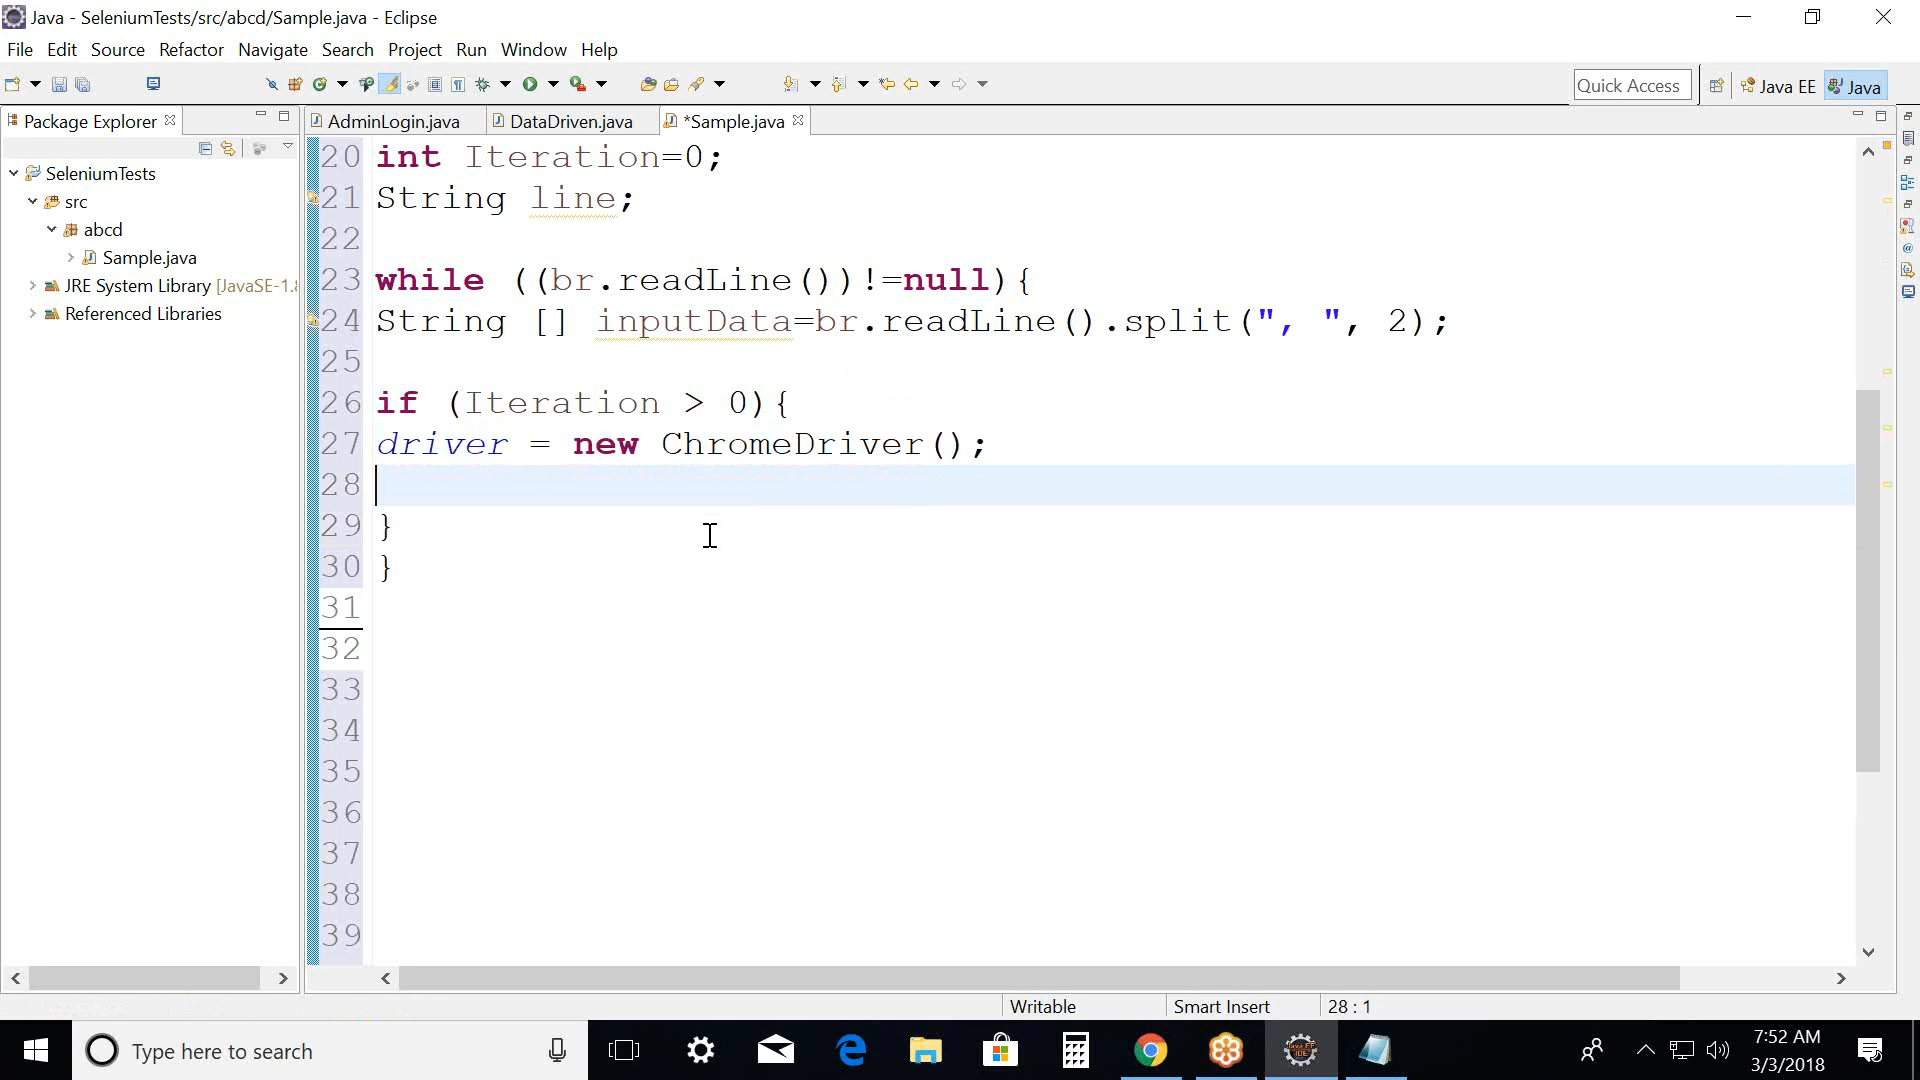 Java - SeleniumTests/src/abcd/Sample.java - Eclipse
File Edit Source Refactor Navigate Search Project Run Window Help
Quick Access Java EE Java
Package Explorer AdminLogin.java DataDriven.java *Sample.java
SeleniumTests
src
abcd
Sample.java
JRE System Library [JavaSE-1.8
Referenced Libraries
20 int Iteration=0;
21 String line;
22
23 while ((br.readLine())!=null){
24 String [] inputData=br.readLine().split(", ", 2);
25
26 if (Iteration > 0){
27 driver = new ChromeDriver();
28
29 }
30 }
31
32
33
34
35
36
37
38
39
Writable Smart Insert 28 : 1
Type here to search
7:52 AM
3/3/2018